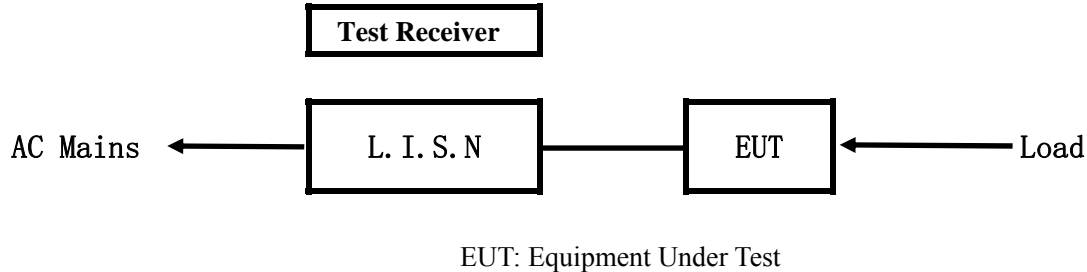 Test Receiver
AC Mains L.I.S.N EUT Load
EUT: Equipment Under Test